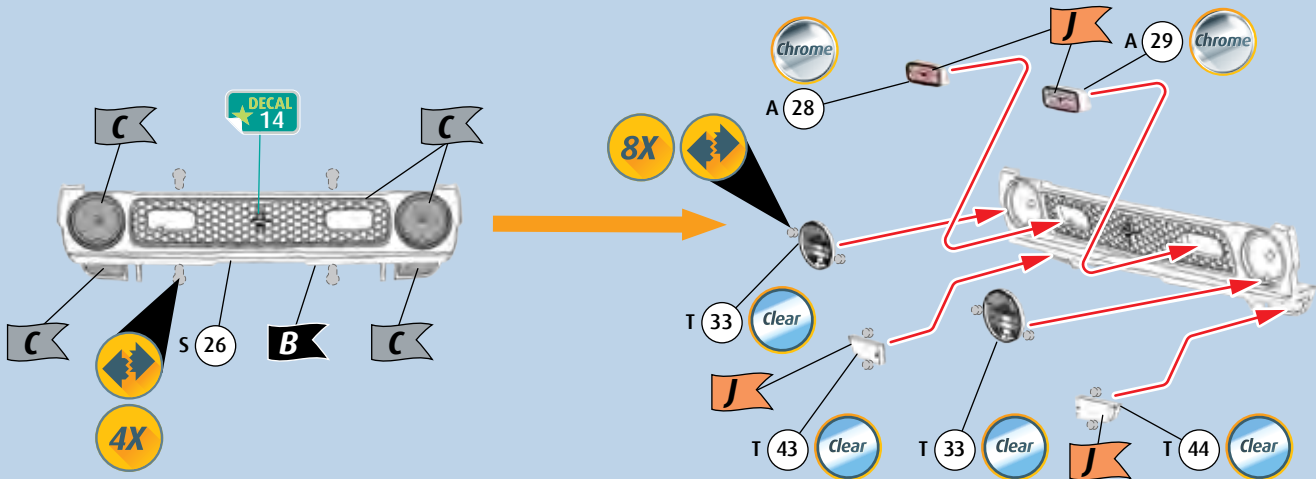 C
DECAL
14
C
C
S 26
B
C
4X
Chrome
A 28
J
A 29
Chrome
8X
T 33
Clear
J
T 43
Clear
T 33
Clear
J
T 44
Clear